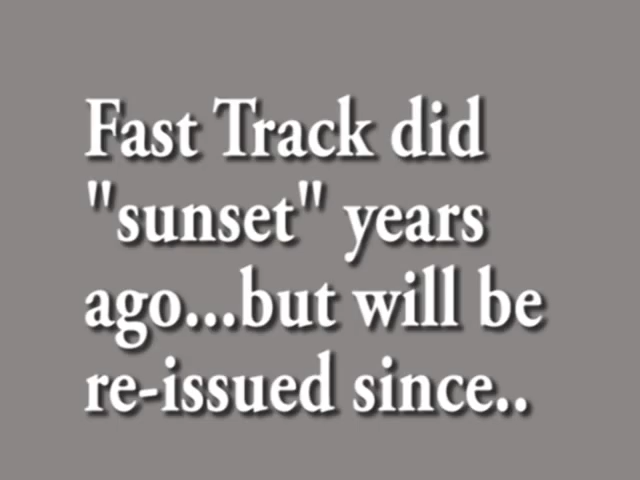 Fast Track did
"sunset" years
ago...but will be
re-issued since..